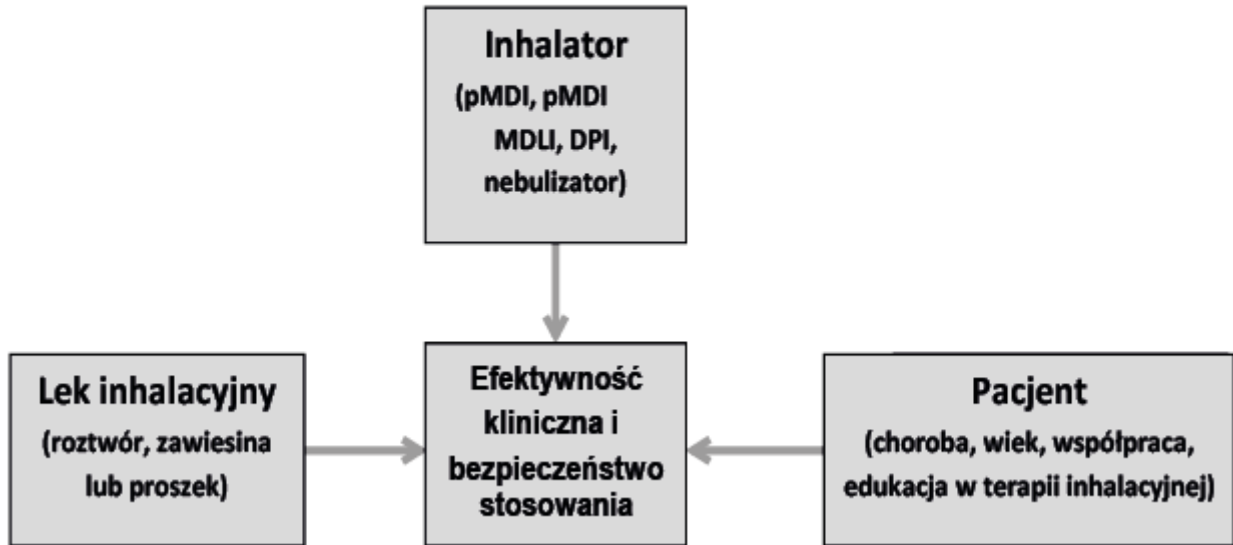 Inhalator
(pMDI, pMDI
MDLI, DPI,
nebulizator)
Lek inhalacyjny
(roztwór, zawiesina
lub proszek)
Efektywność
kliniczna i
bezpieczeństwo
stosowania
Pacjent
(choroba, wiek, współpraca,
edukacja w terapii inhalacyjnej)